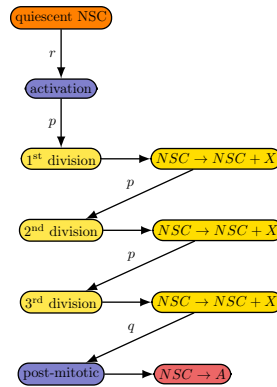 quiescent NSC
r
activation
p
1st division
NSC → NSC + X
p
2nd division
NSC → NSC + X
p
3rd division
NSC → NSC + X
q
post-mitotic
NSC → A